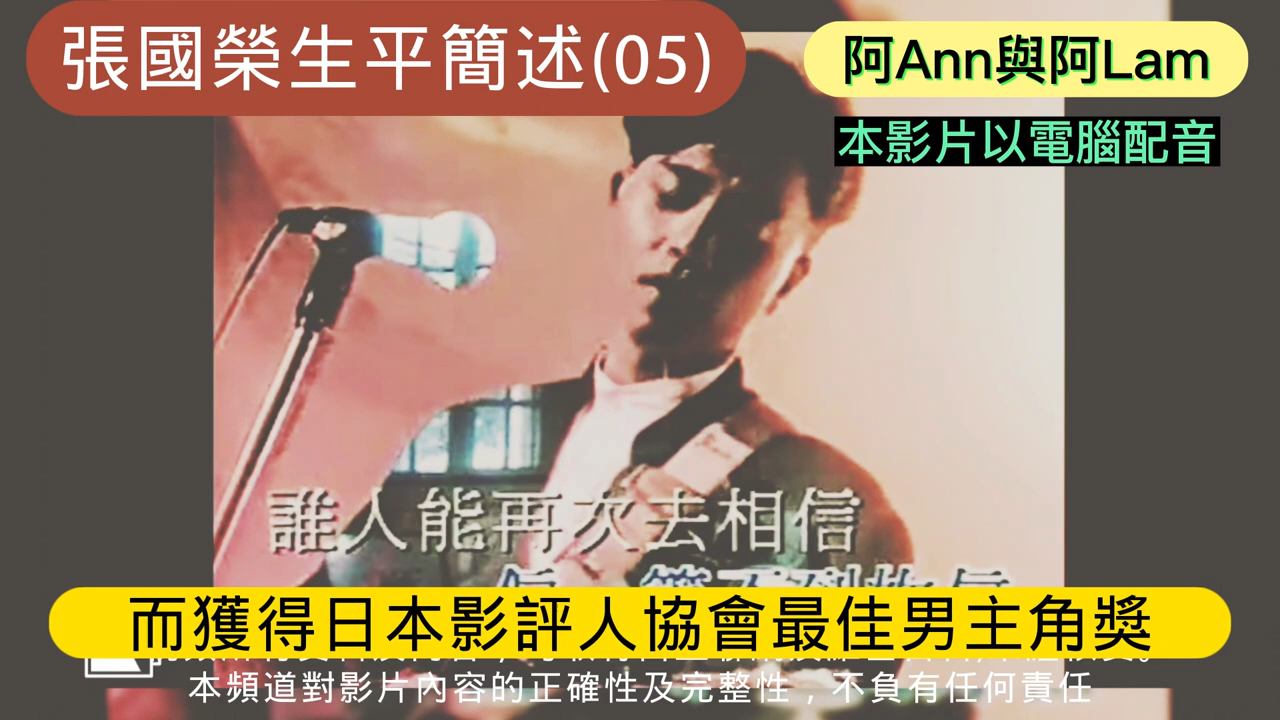 張國榮生平簡述(05)
阿Ann與阿Lam
本影片以電腦配音
誰人能再次去相信
而獲得日本影評人協會最佳男主角獎
本頻道對影片內容的正確性及完整性，不負有任何責任